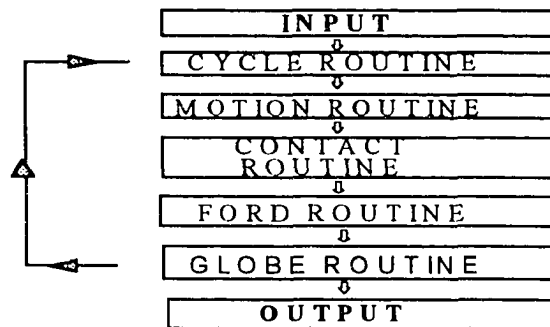 INPUT
CYCLE ROUTINE
MOTION ROUTINE
CONTACT
ROUTINE
FORD ROUTINE
GLOBE ROUTINE
OUTPUT